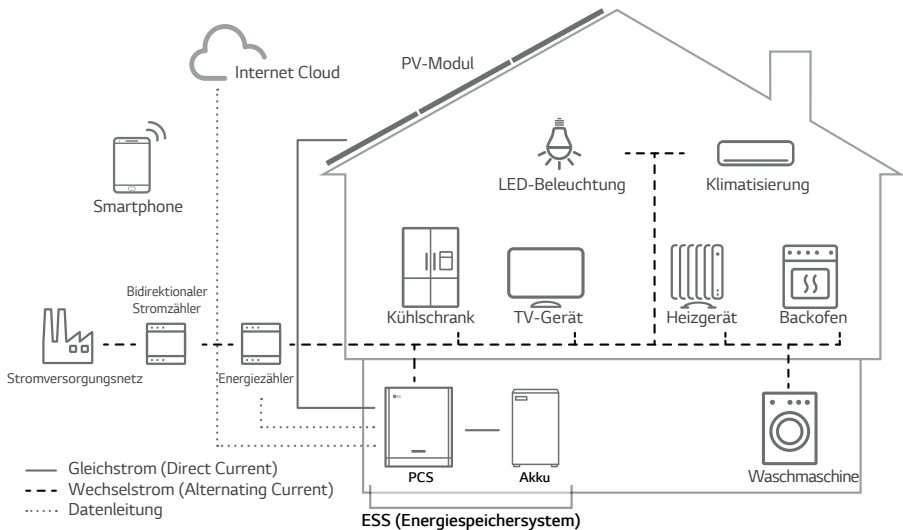 Internet Cloud
PV-Modul
Smartphone
LED-Beleuchtung
Klimatisierung
Kühlschrank
TV-Gerät
Heizgerät
Backofen
Bidirektionaler
Stromzähler
Stromversorgungsnetz
Energiezähler
LG
PCS
Akku
Waschmaschine
Gleichstrom (Direct Current)
Wechselstrom (Alternating Current)
Datenleitung
ESS (Energiespeichersystem)